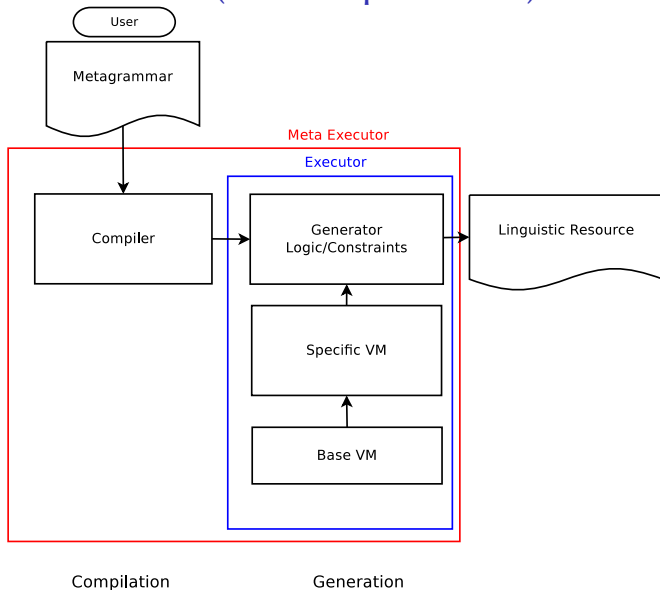 User
Metagrammar
Meta Executor
Executor
Compiler
Generator
Logic/Constraints
Linguistic Resource
Specific VM
Base VM
Compilation
Generation